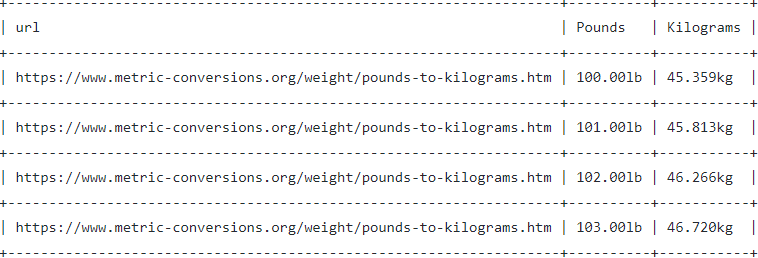 | url | Pounds | Kilograms |
| https://www.metric-conversions.org/weight/pounds-to-kilograms.htm | 100.00lb | 45.359kg |
| https://www.metric-conversions.org/weight/pounds-to-kilograms.htm | 101.00lb | 45.813kg |
| https://www.metric-conversions.org/weight/pounds-to-kilograms.htm | 102.00lb | 46.266kg |
| https://www.metric-conversions.org/weight/pounds-to-kilograms.htm | 103.00lb | 46.720kg |